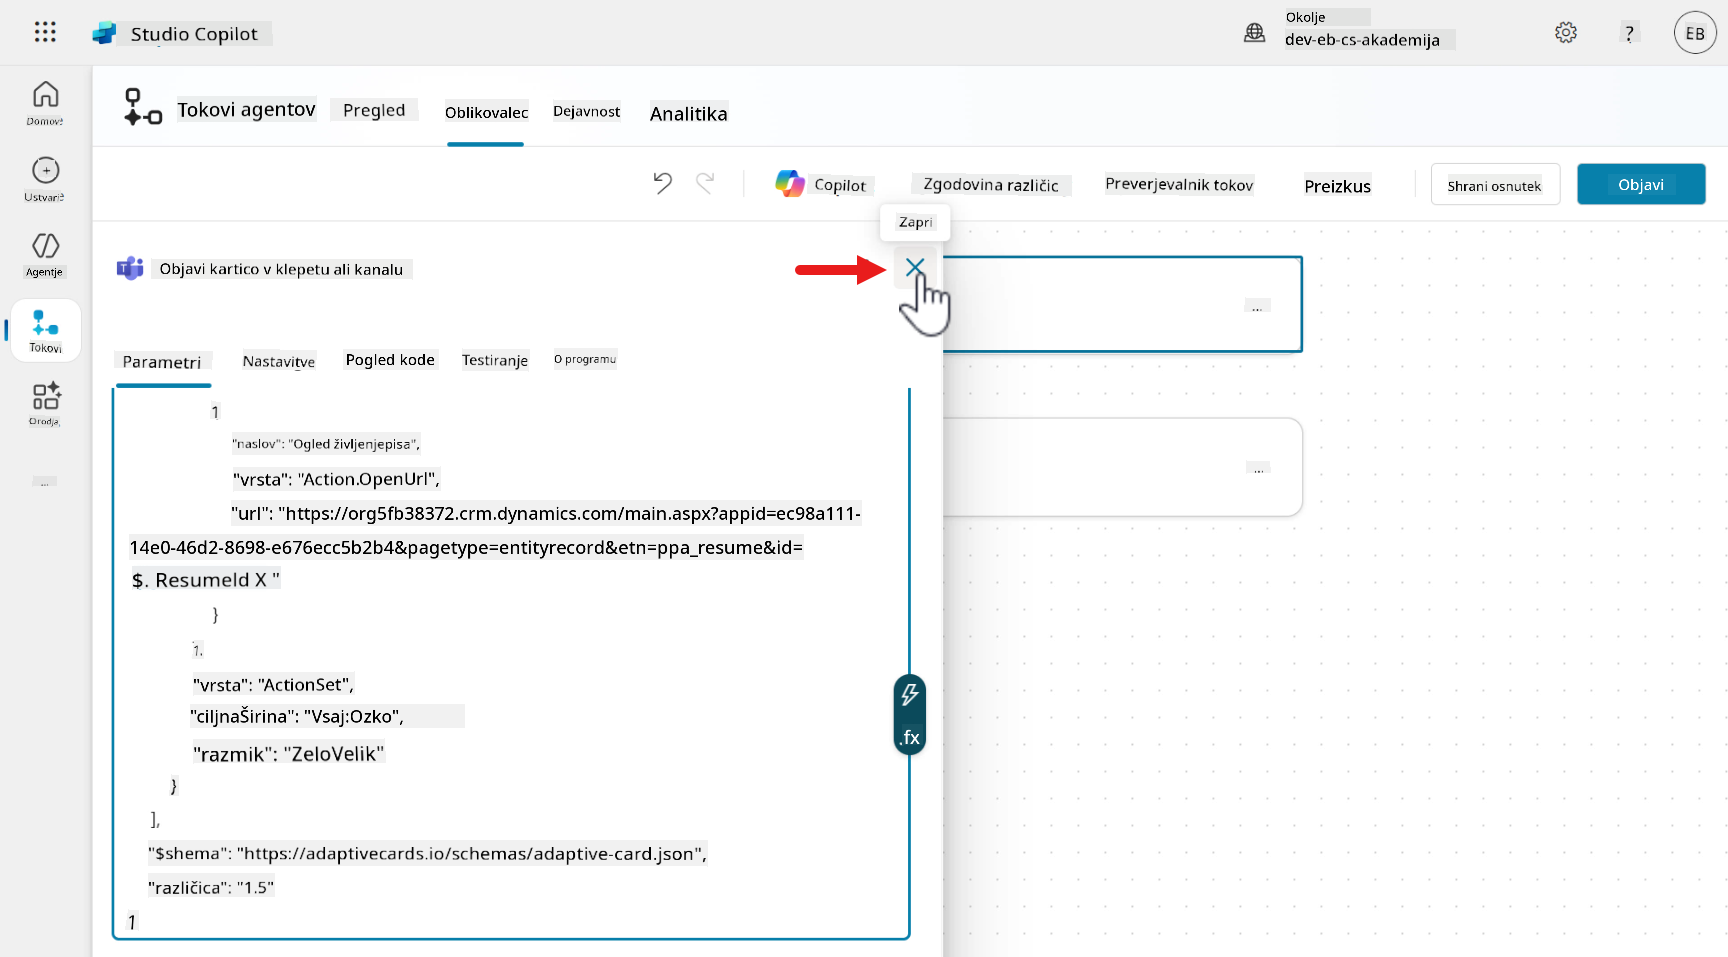 Studio Copilot
Okolje
dev-eb-cs-akademija
?
EB
Domov
Tokovi agentov
Pregled
Oblikovalec
Dejavnost
Analitika
Ustvari
Copilot
Zgodovina različic
Preverjevalnik tokov
Preizkus
Shrani osnutek
Objavi
Zapri
Agentje
Objavi kartico v klepetu ali kanalu
...
Tokovi
Parametri
Nastavitve
Pogled kode
Testiranje
O programu
Orodja
1
"naslov": "Ogled življenjepisa",
"vrsta": "Action.OpenUrl",
...
...
"url": "https://org5fb38372.crm.dynamics.com/main.aspx?appid=ec98a111-
14e0-46d2-8698-e676ecc5b2b4&pagetype=entityrecord&etn=ppa_resume&id=
$. ResumeId X "
}
1.
"vrsta": "ActionSet",
"ciljnaŠirina": "Vsaj:Ozko",
.fx
"razmik": "ZeloVelik"
}
],
"$shema": "https://adaptivecards.io/schemas/adaptive-card.json",
"različica": "1.5"
1